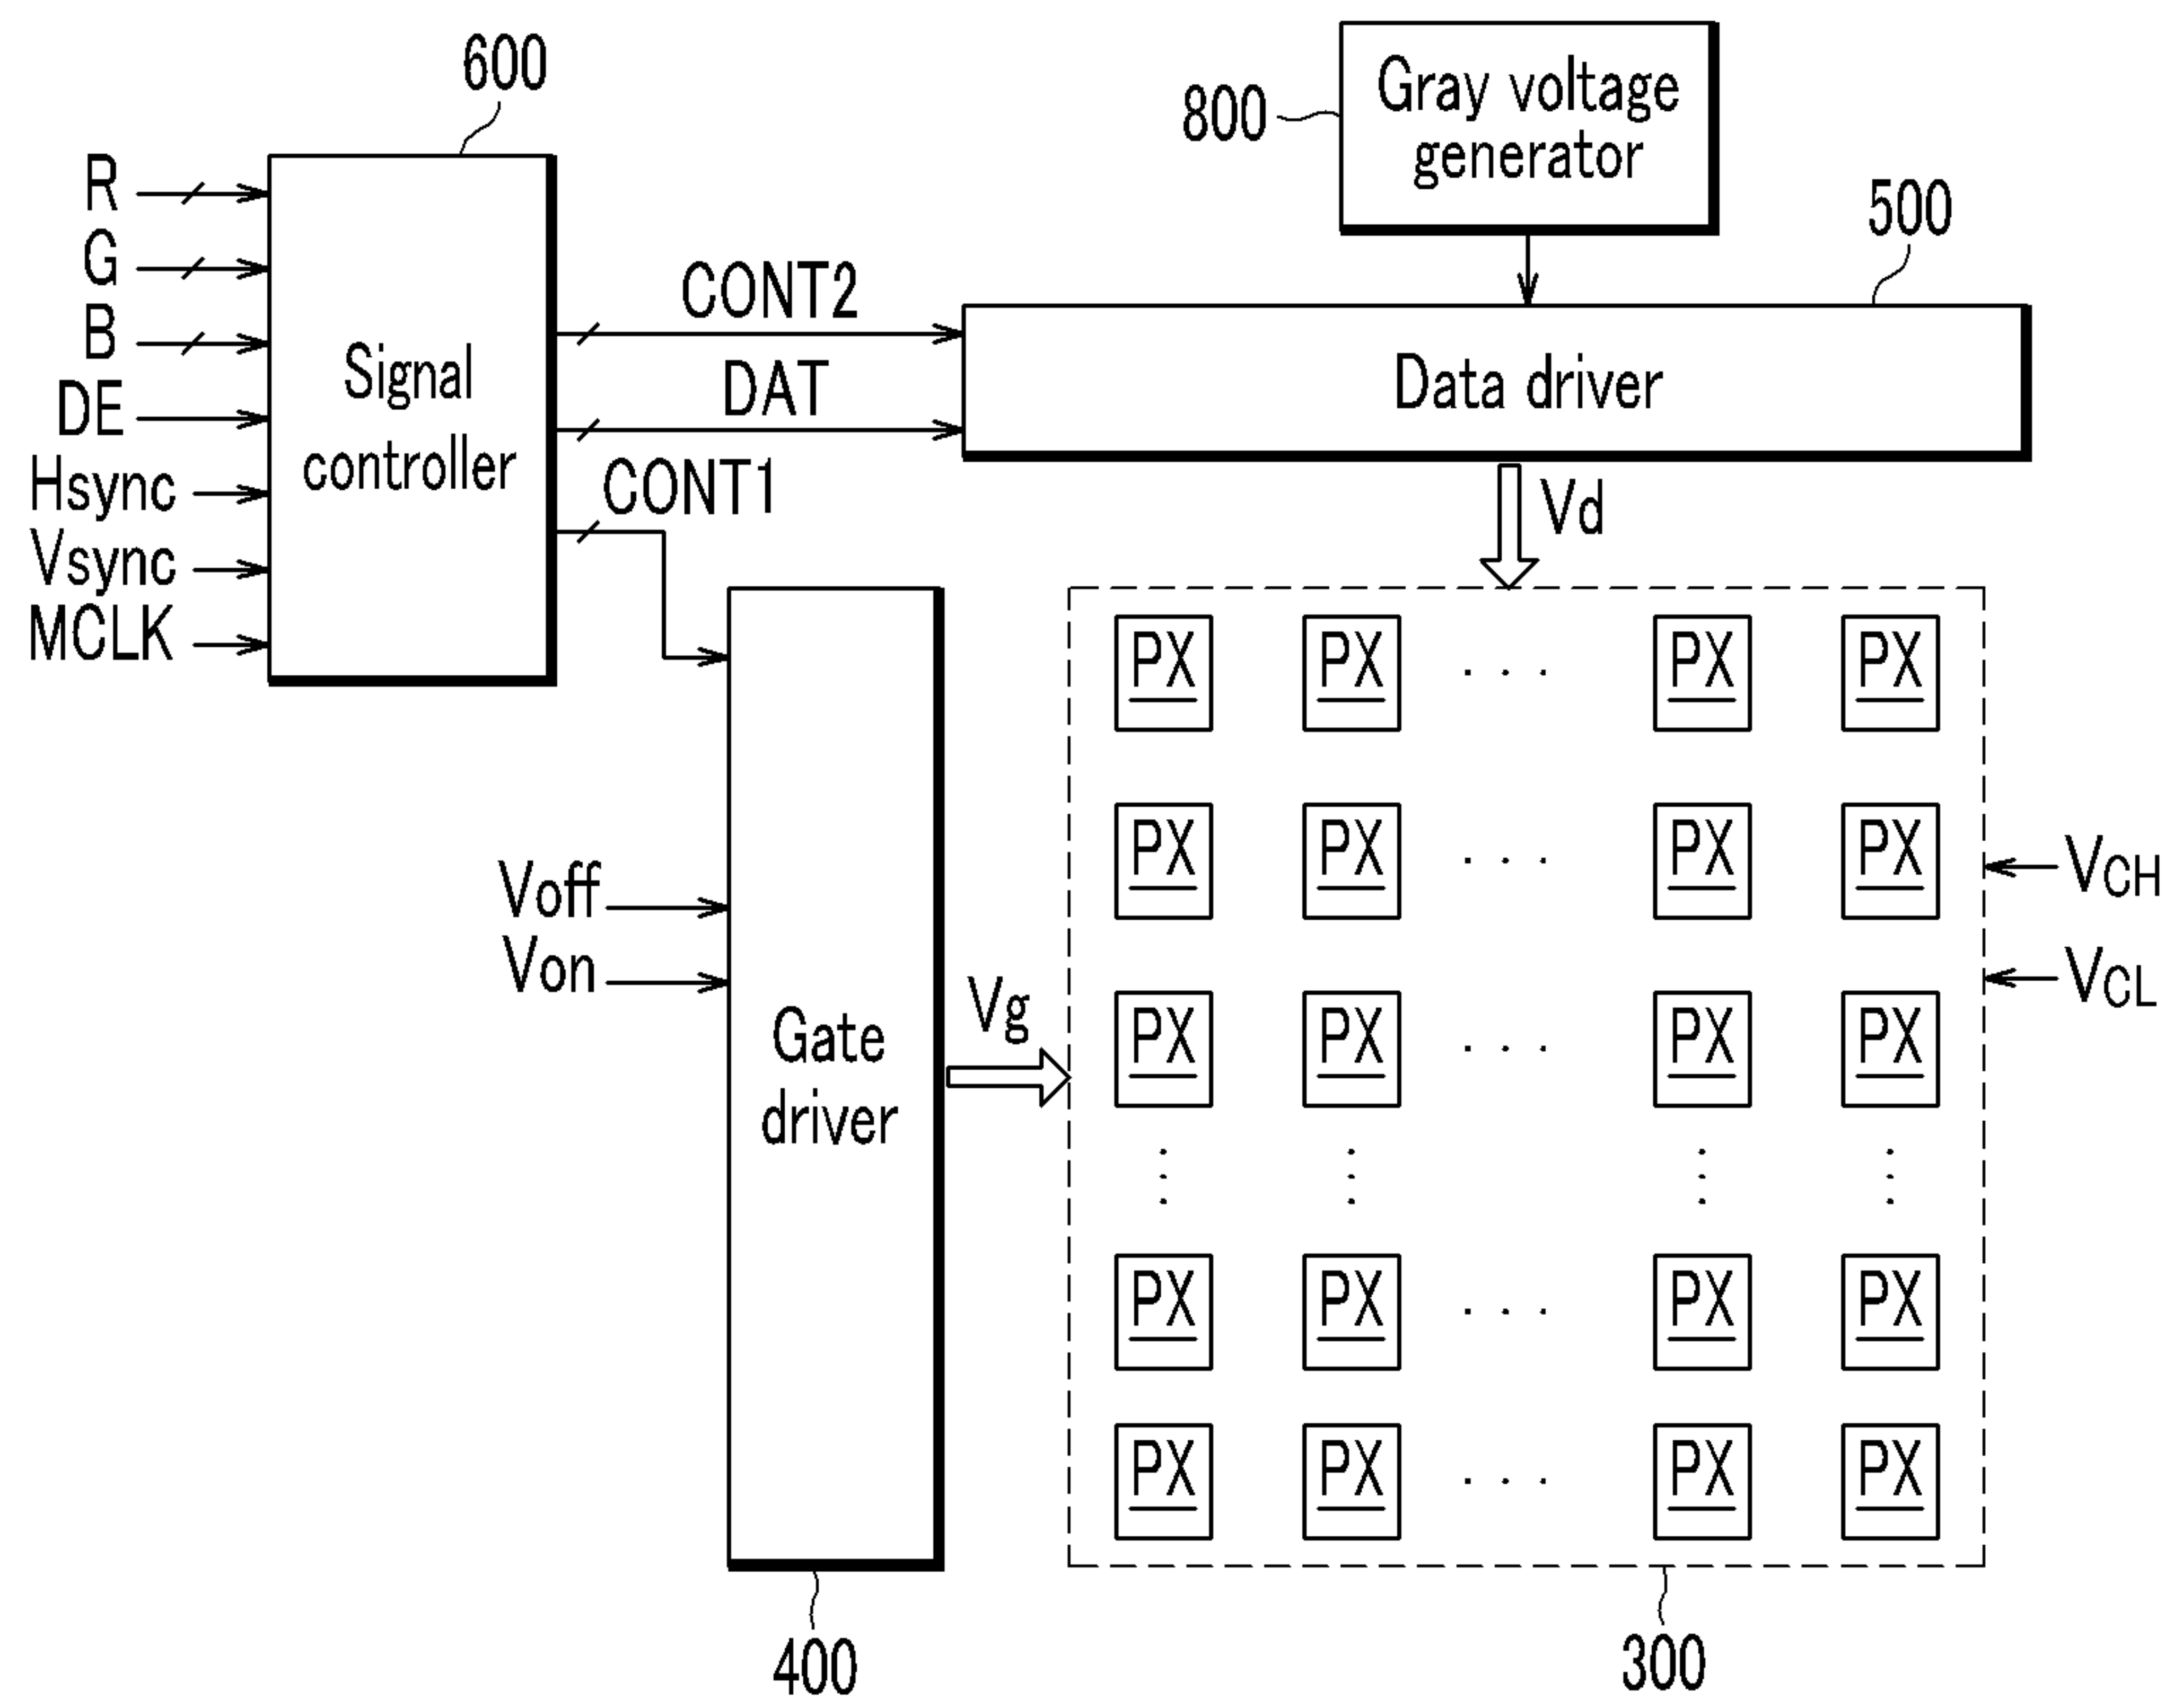 600
800
Gray voltage
generator
500
R
G
B
DE
Hsync
Vsync
MCLK
Signal
controller
CONT2
DAT
CONT1
Data driver
Vd
Voff
Von
Gate
driver
Vg
PX PX . . . PX PX
PX PX . . . PX PX
PX PX . . . PX PX
PX PX . . . PX PX
PX PX . . . PX PX
VCH
VCL
400
300